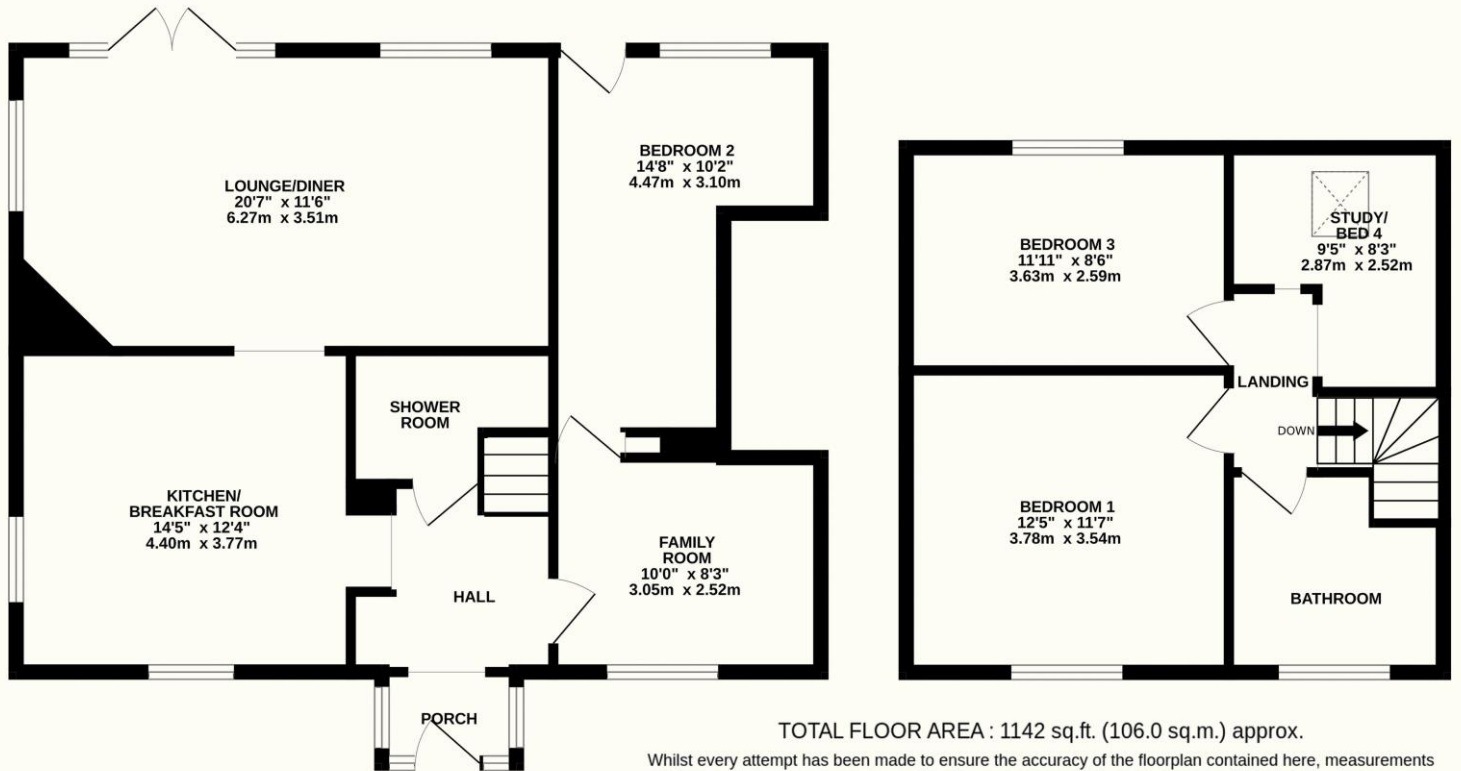 LOUNGE/DINER
20'7" x 11'6"
6.27m x 3.51m
BEDROOM 2
14'8" x 10'2"
4.47m x 3.10m
SHOWER
ROOM
KITCHEN/
BREAKFAST ROOM
14'5" x 12'4"
4.40m x 3.77m
HALL
FAMILY
ROOM
10'0" x 8'3"
3.05m x 2.52m
PORCH
BEDROOM 3
11'11" x 8'6"
3.63m x 2.59m
STUDY/
BED 4
9'5" x 8'3"
2.87m x 2.52m
LANDING
DOWN
BEDROOM 1
12'5" x 11'7"
3.78m x 3.54m
BATHROOM
TOTAL FLOOR AREA : 1142 sq.ft. (106.0 sq.m.) approx.
Whilst every attempt has been made to ensure the accuracy of the floorplan contained here, measurements